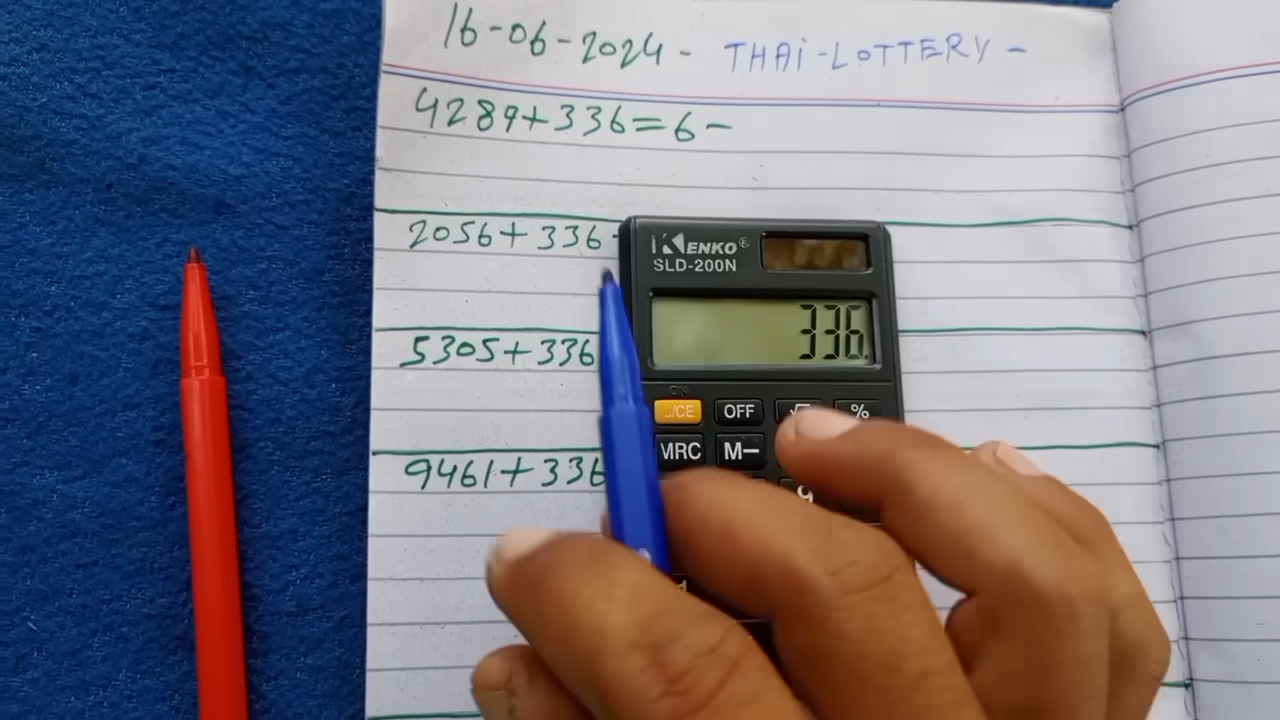 16-06-2024- THAi-LOTTERY-
4289+336=6-
2056+336
KENKO®
SLD-200N
336.
5305+336
OFF %
MRC M−
9461+336
9